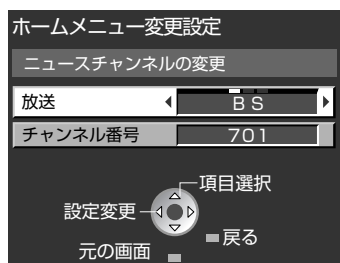 ホームメニュー変更設定
ニュースチャンネルの変更
放送 BS
チャンネル番号 701
項目選択
設定変更
戻る
元の画面